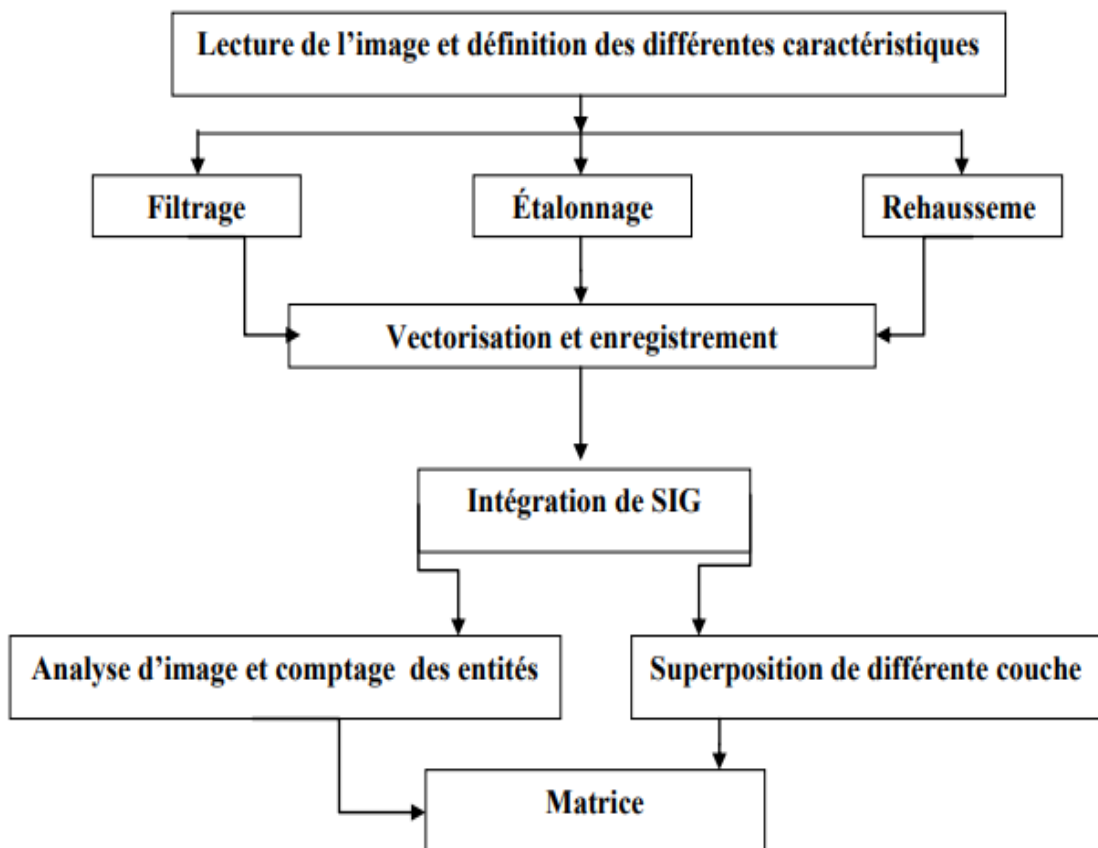 Lecture de l’image et définition des différentes caractéristiques
Filtrage
Étalonnage
Rehausseme
Vectorisation et enregistrement
Intégration de SIG
Analyse d’image et comptage des entités
Superposition de différente couche
Matrice